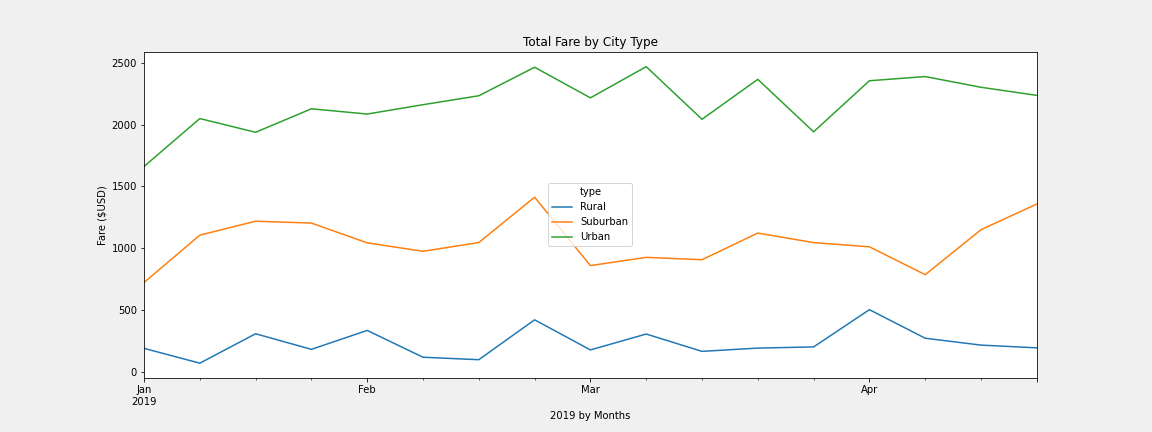 Total Fare by City Type
Fare ($USD)
2500
2000
1500
1000
500
0
type
Rural
Suburban
Urban
Jan Feb Mar Apr
2019
2019 by Months